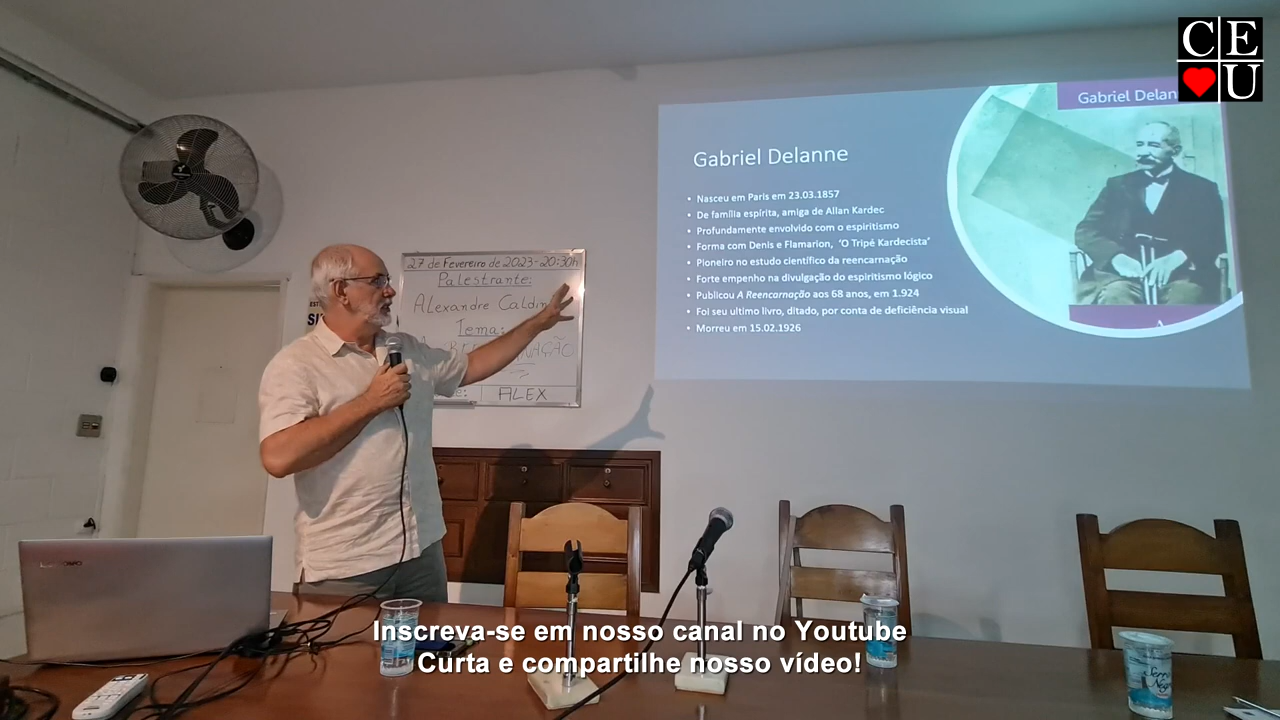 C E
U
Gabriel Delanne
Nasceu em Paris em 23.03.1857
De família espírita, amiga de Allan Kardec
Profundamente envolvido com o espiritismo
Forma com Denis e Flamarion, ‘O Tripé Kardecista’
Pioneiro no estudo científico da reencarnação
Forte empenho na divulgação do espiritismo lógico
Publicou A Reencarnação aos 68 anos, em 1.924
Foi seu ultimo livro, ditado, por conta de deficiência visual
Morreu em 15.02.1926
Gabriel Delan
27 de Fevereiro de 2023-20:30h
Palestrante:
Alexandre Caldin
Tema:
ALEX
Inscreva-se em nosso canal no Youtube
Curta e compartilhe nosso vídeo!